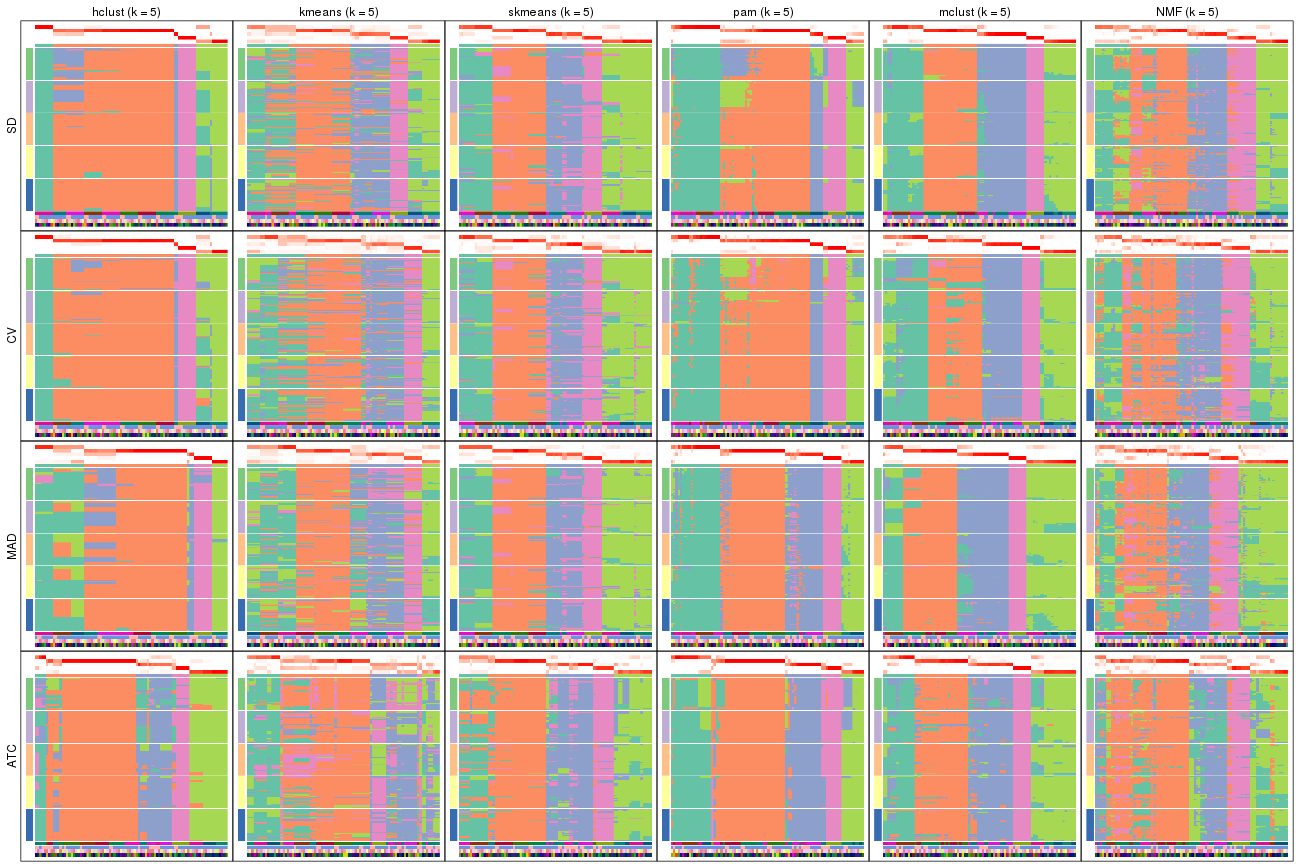 hclust (k = 5) kmeans (k = 5) skmeans (k = 5) pam (k = 5) mclust (k = 5) NMF (k = 5)
SD
CV
MAD
ATC